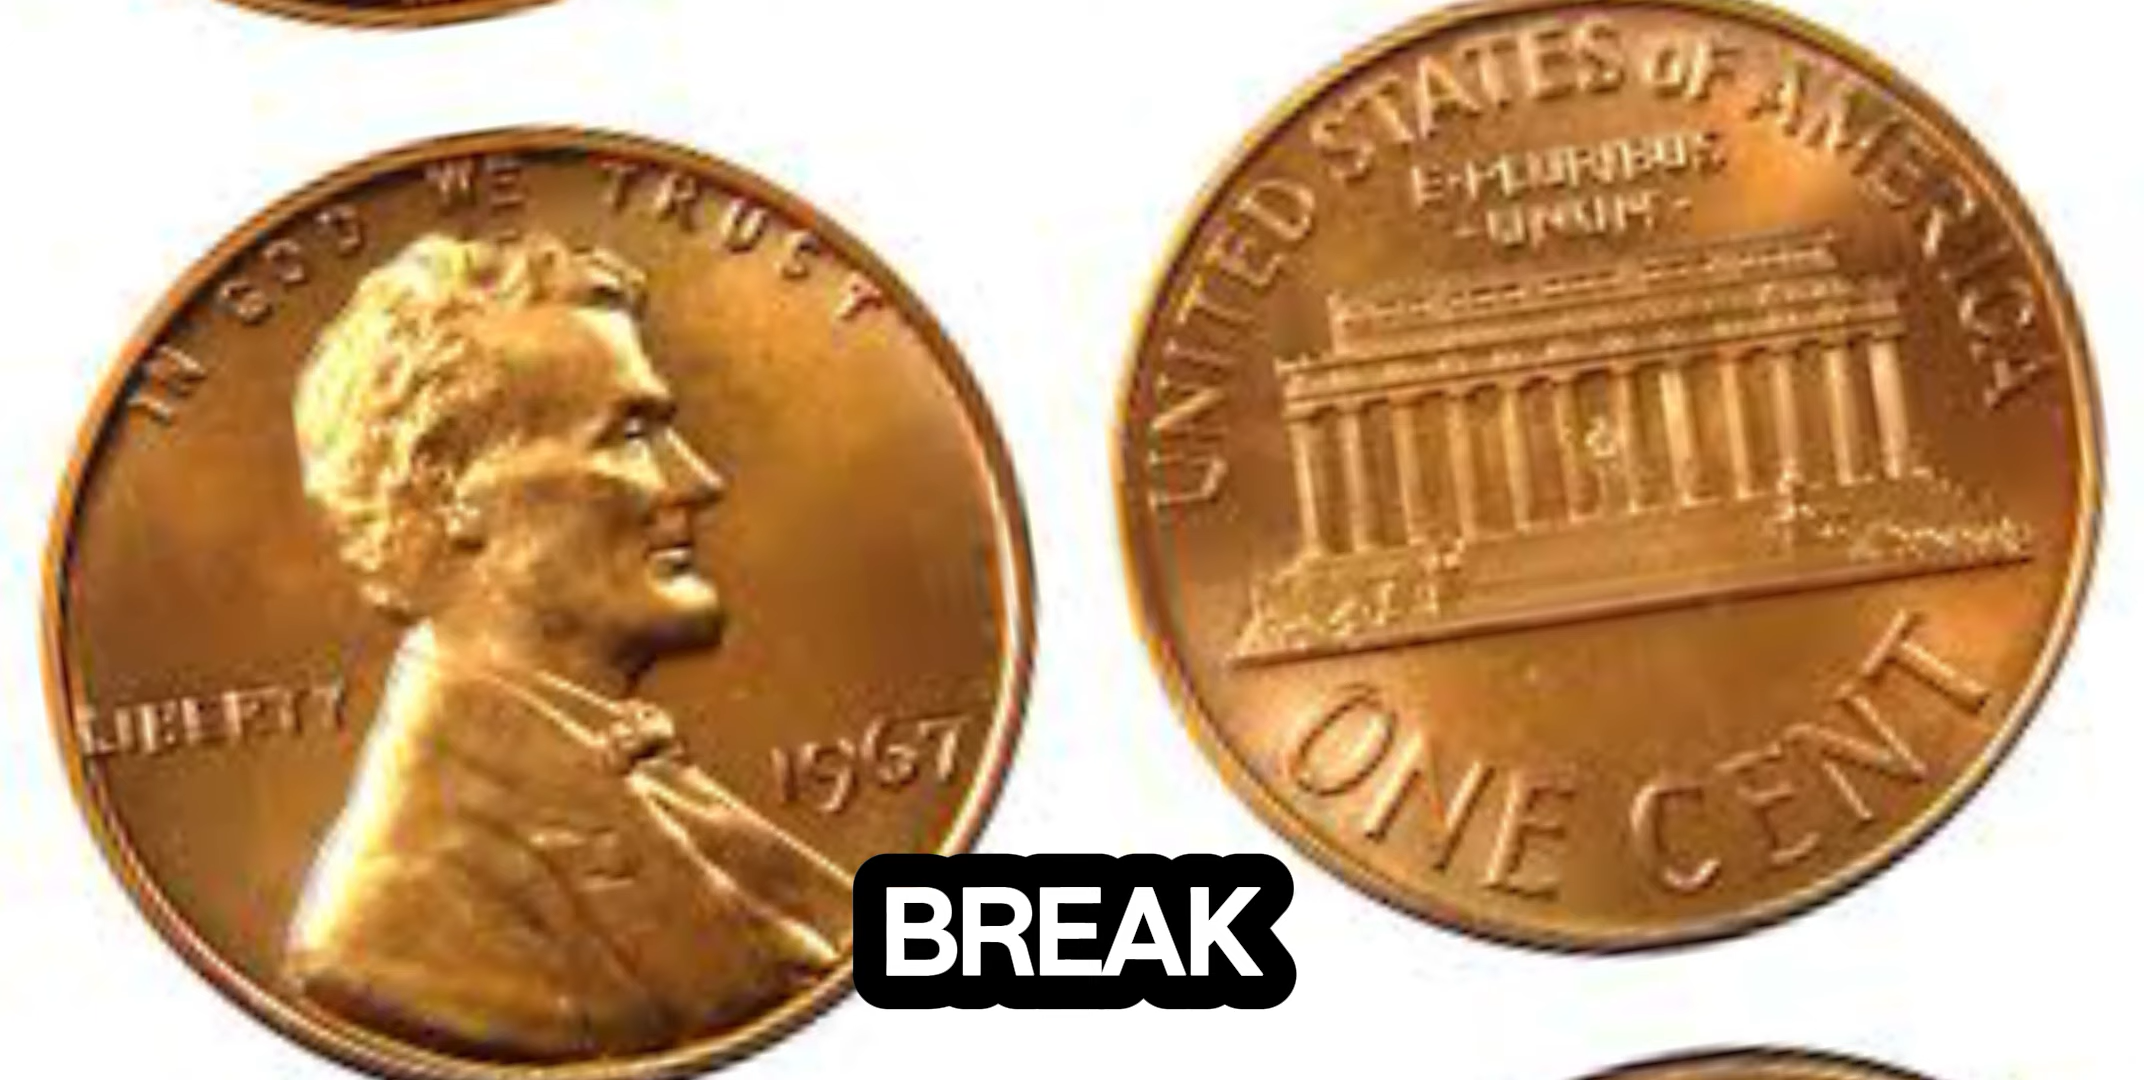 IN GOD WE TRUST
LIBERTY
1967
UNITED STATES OF AMERICA
E·PLURIBUS
·UNUM·
ONE CENT
BREAK